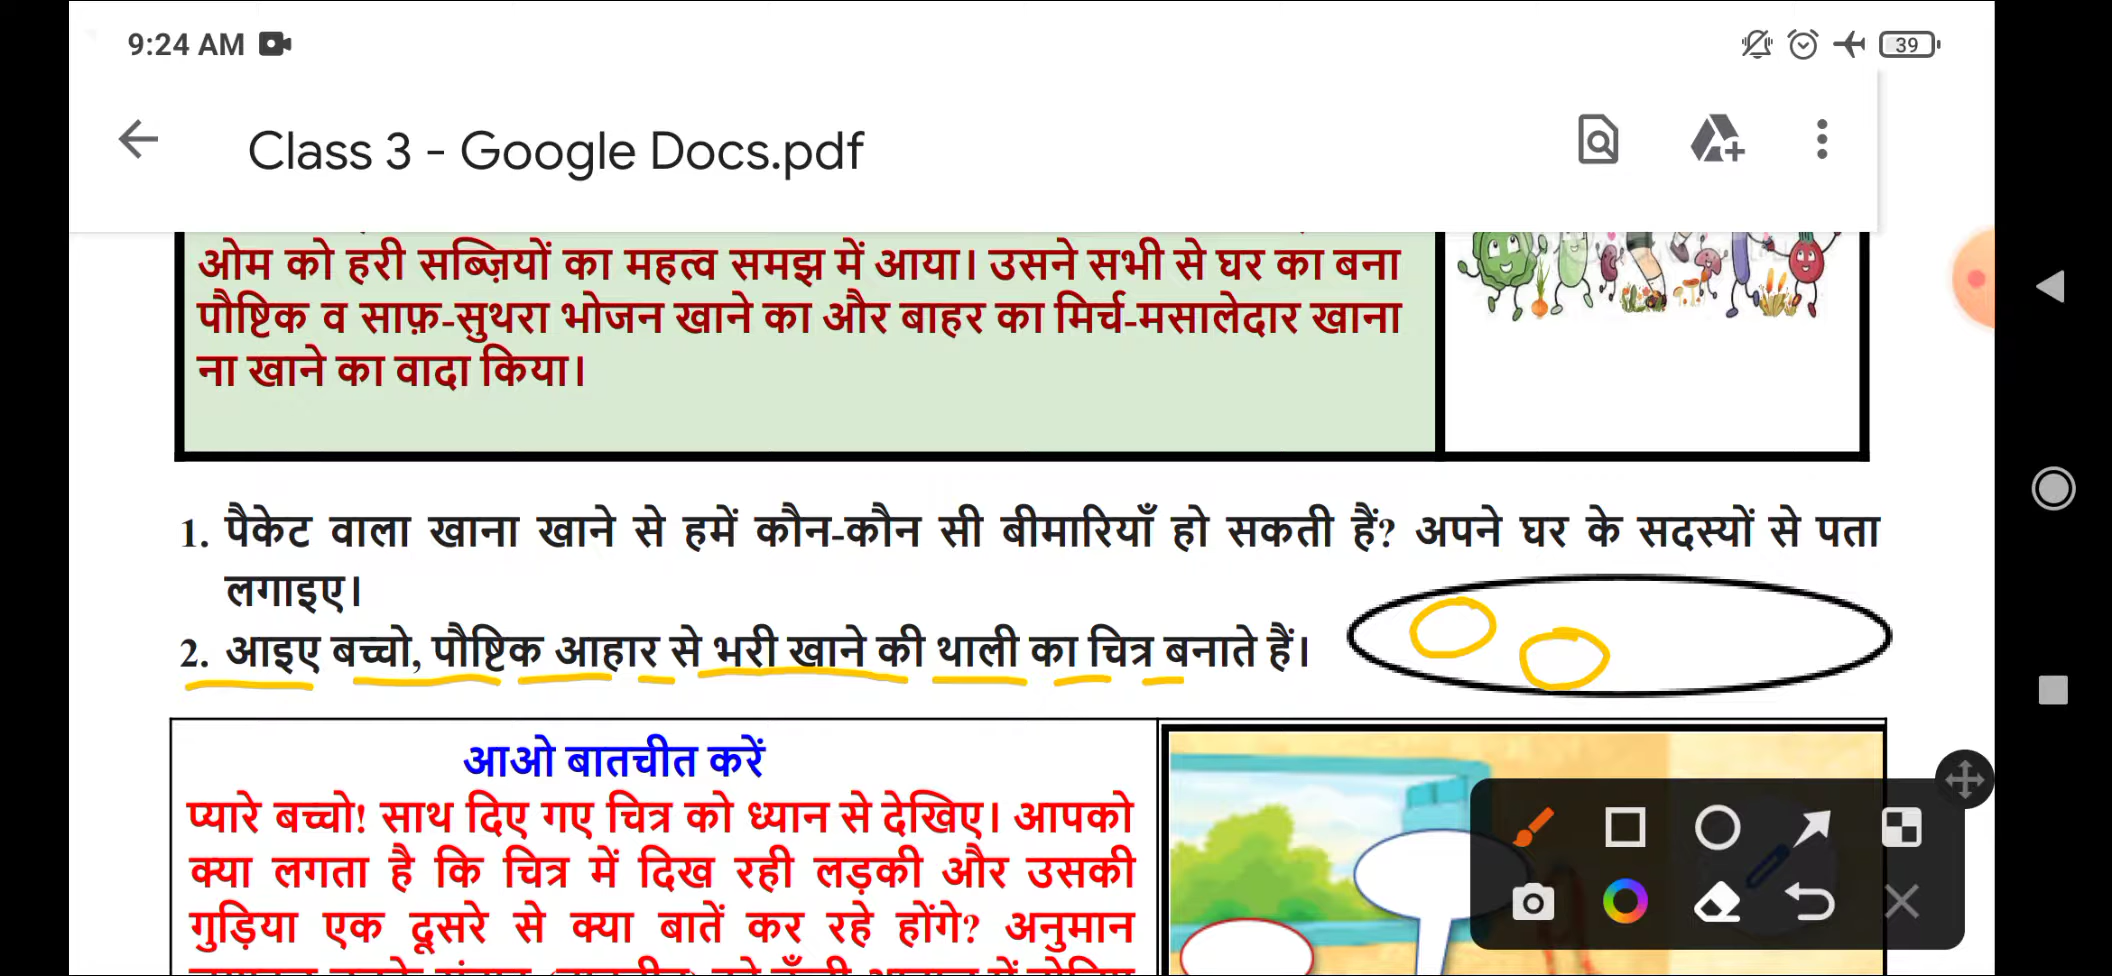 9:24 AM
39
Class 3 - Google Docs.pdf
ओम को हरी सब्ज़ियों का महत्व समझ में आया। उसने सभी से घर का बना
पौष्टिक व साफ़-सुथरा भोजन खाने का और बाहर का मिर्च-मसालेदार खाना
ना खाने का वादा किया।
1. पैकेट वाला खाना खाने से हमें कौन-कौन सी बीमारियाँ हो सकती हैं? अपने घर के सदस्यों से पता
लगाइए।
2. आइए बच्चो, पौष्टिक आहार से भरी खाने की थाली का चित्र बनाते हैं।
आओ बातचीत करें
प्यारे बच्चो! साथ दिए गए चित्र को ध्यान से देखिए। आपको
क्या लगता है कि चित्र में दिख रही लड़की और उसकी
गुड़िया एक दूसरे से क्या बातें कर रहे होंगे? अनुमान